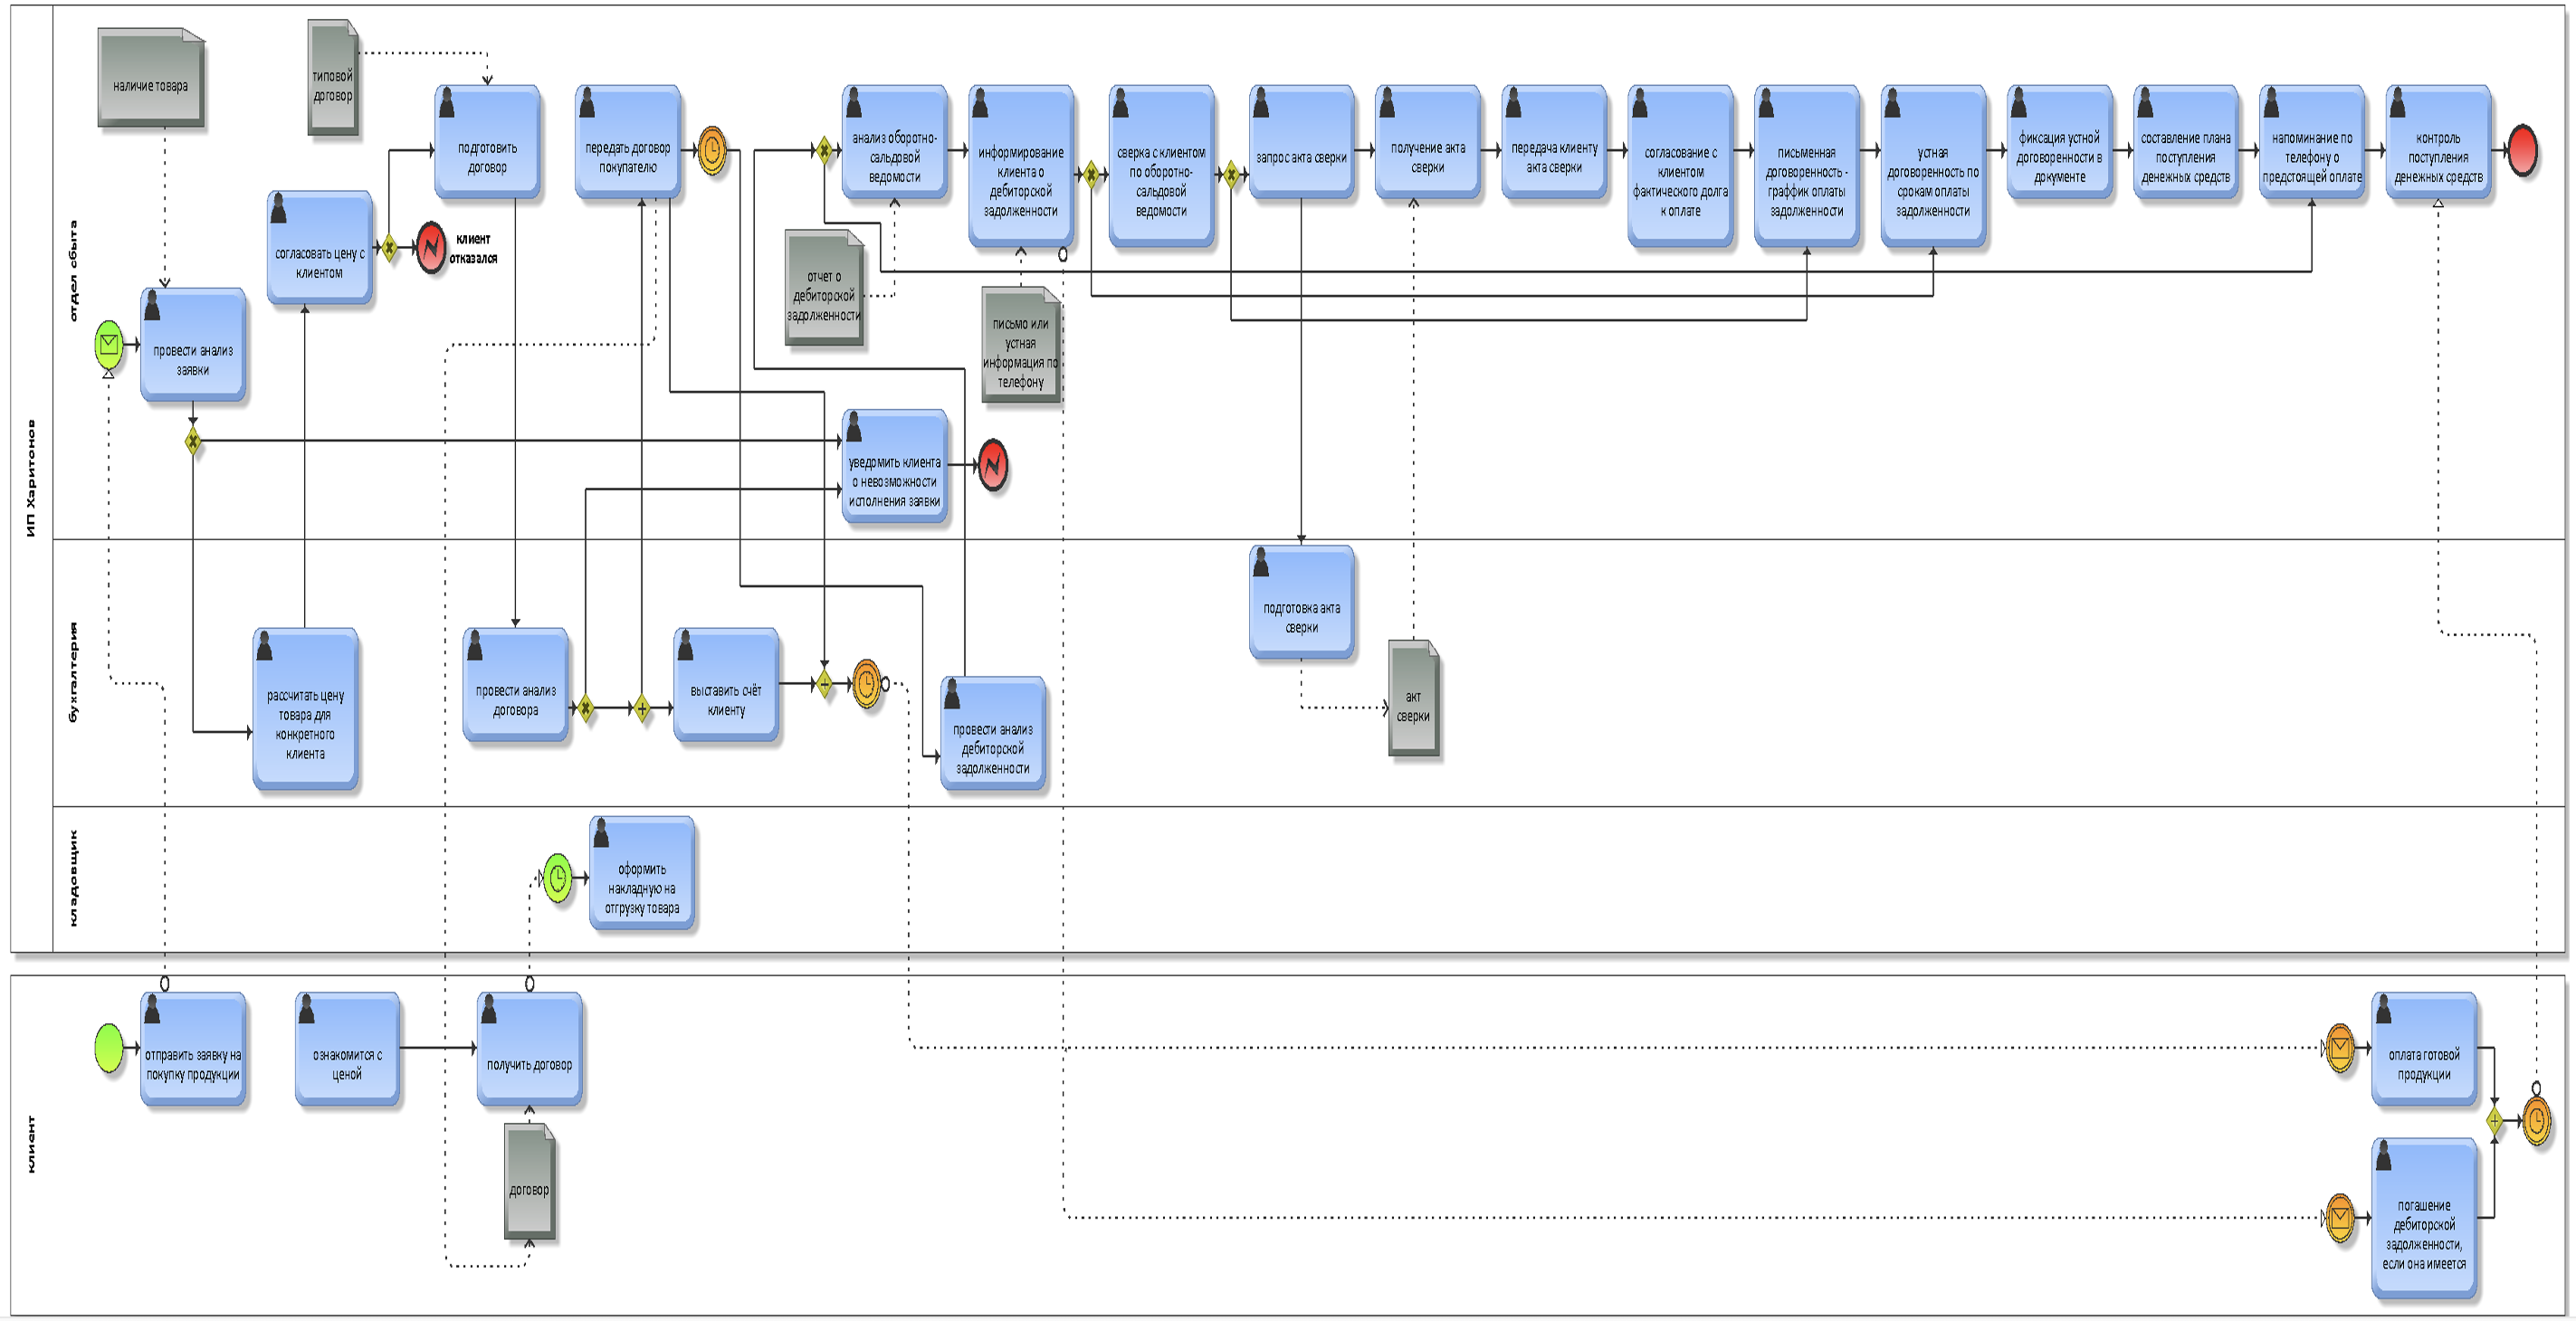 ИП Харитонов
отдел сбыта
наличие товара
типовой
договор
подготовить
договор
передать договор
покупателю
анализ оборотно-
сальдовой
ведомости
информирование
клиента о
дебиторской
задолженности
сверка с клиентом
по оборотно-
сальдовой
ведомости
запрос акта сверки
получение акта
сверки
передача клиенту
акта сверки
согласование с
клиентом
фактического долга
к оплате
письменная
договоренность -
граффик оплаты
задолженности
устная
договоренность по
срокам оплаты
задолженности
фиксация устной
договоренности в
документе
составление плана
поступления
денежных средств
напоминание по
телефону о
предстоящей оплате
контроль
поступления
денежных средств
согласовать цену с
клиентом
клиент
отказался
отчет о
дебиторской
задолженности
письмо или
устная
информация по
телефону
провести анализ
заявки
уведомить клиента
о невозможности
исполнения заявки
бухгалтерия
подготовка акта
сверки
рассчитать цену
товара для
конкретного
клиента
провести анализ
договора
выставить счёт
клиенту
провести анализ
дебиторской
задолженности
акт
сверки
кладовщик
оформить
накладную на
отгрузку товара
клиент
отправить заявку на
покупку продукции
ознакомится с
ценой
получить договор
договор
оплата готовой
продукции
погашение
дебиторской
задолженности,
если она имеется